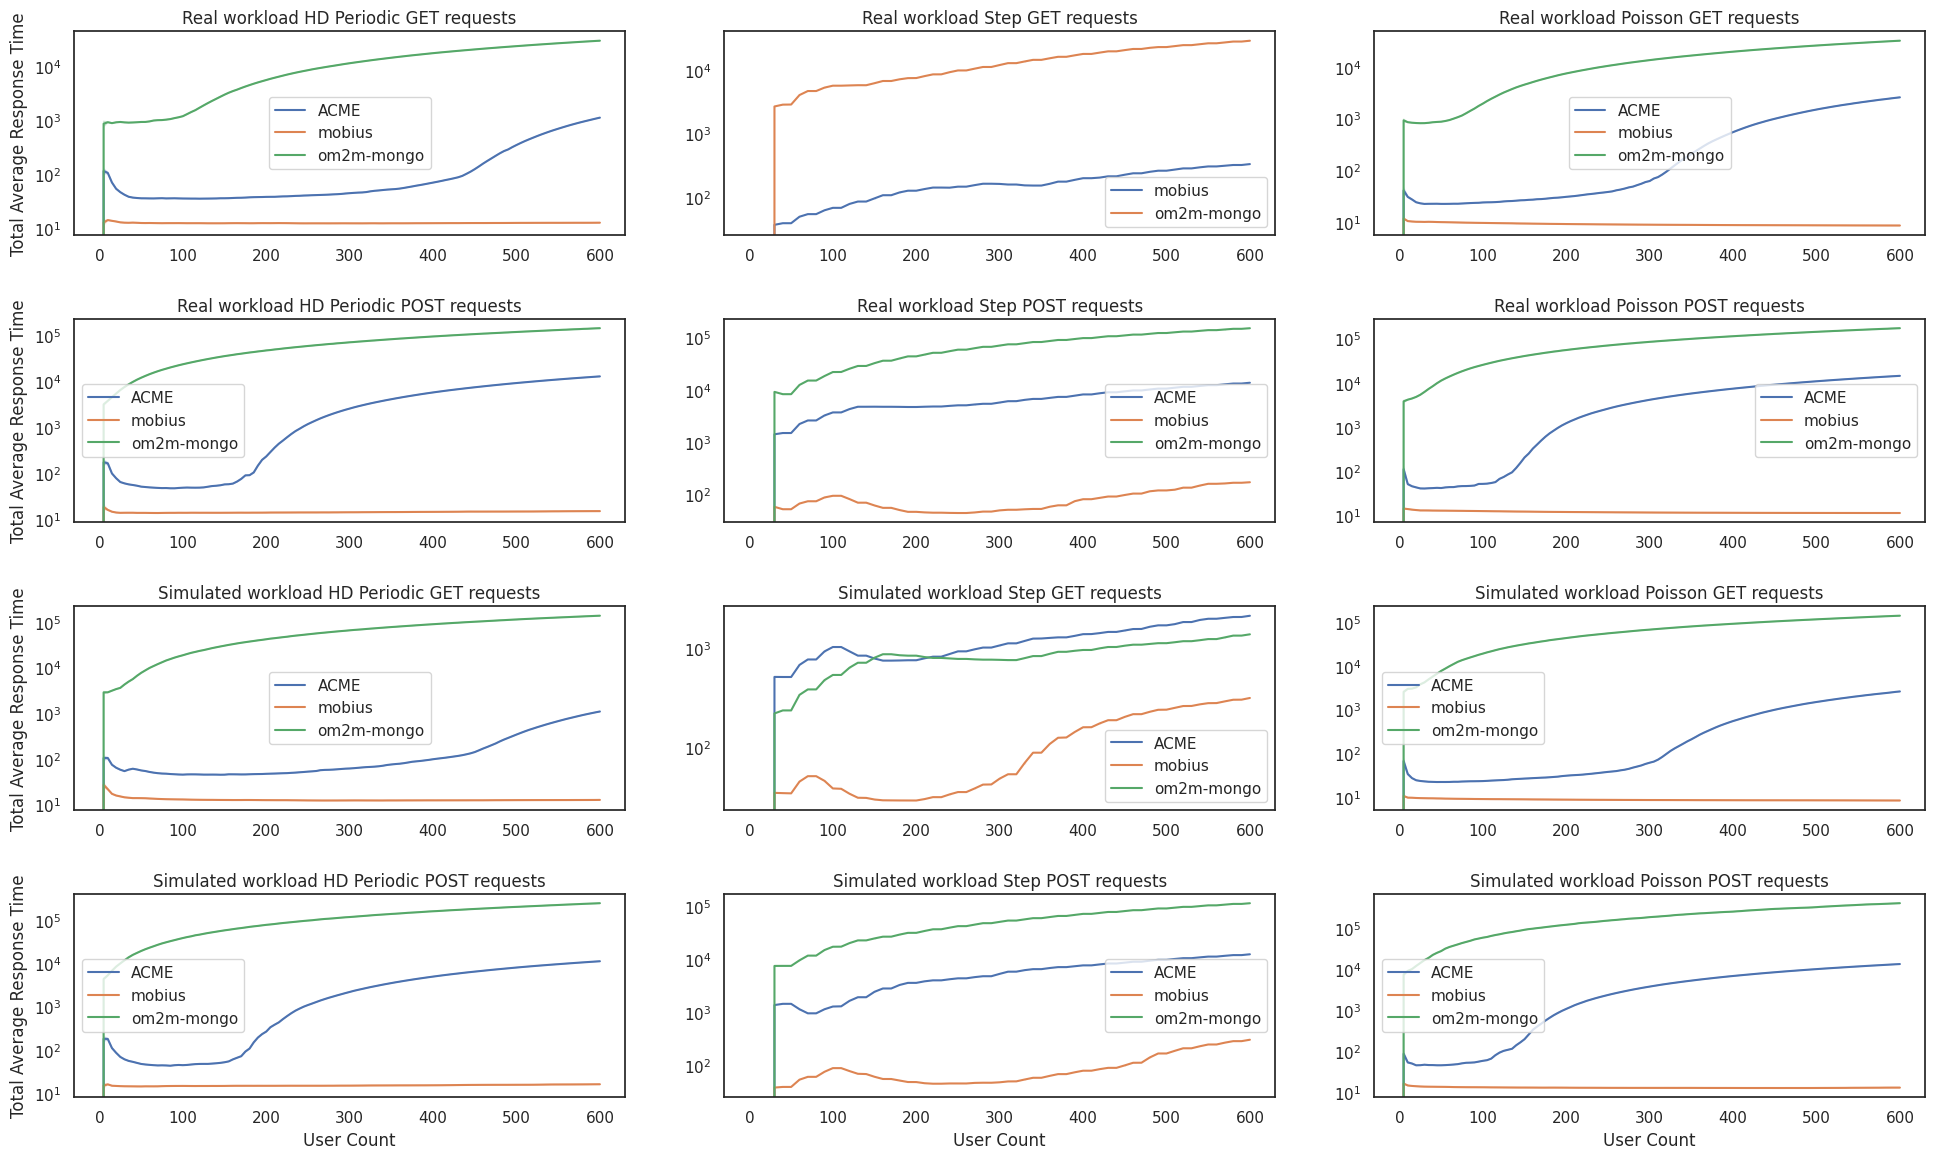 Real workload HD Periodic GET requests
Total Average Response Time
10^4
10^3
10^2
10^1
ACME
mobius
om2m-mongo
0 100 200 300 400 500 600
Real workload Step GET requests
10^4
10^3
10^2
mobius
om2m-mongo
0 100 200 300 400 500 600
Real workload Poisson GET requests
10^4
10^3
10^2
10^1
ACME
mobius
om2m-mongo
0 100 200 300 400 500 600
Real workload HD Periodic POST requests
Total Average Response Time
10^5
10^4
10^3
10^2
10^1
ACME
mobius
om2m-mongo
0 100 200 300 400 500 600
Real workload Step POST requests
10^5
10^4
10^3
10^2
ACME
mobius
om2m-mongo
0 100 200 300 400 500 600
Real workload Poisson POST requests
10^5
10^4
10^3
10^2
10^1
ACME
mobius
om2m-mongo
0 100 200 300 400 500 600
Simulated workload HD Periodic GET requests
Total Average Response Time
10^5
10^4
10^3
10^2
10^1
ACME
mobius
om2m-mongo
0 100 200 300 400 500 600
Simulated workload Step GET requests
10^3
10^2
ACME
mobius
om2m-mongo
0 100 200 300 400 500 600
Simulated workload Poisson GET requests
10^5
10^4
10^3
10^2
10^1
ACME
mobius
om2m-mongo
0 100 200 300 400 500 600
Simulated workload HD Periodic POST requests
Total Average Response Time
10^5
10^4
10^3
10^2
10^1
ACME
mobius
om2m-mongo
0 100 200 300 400 500 600
User Count
Simulated workload Step POST requests
10^5
10^4
10^3
10^2
ACME
mobius
om2m-mongo
0 100 200 300 400 500 600
User Count
Simulated workload Poisson POST requests
10^5
10^4
10^3
10^2
10^1
ACME
mobius
om2m-mongo
0 100 200 300 400 500 600
User Count